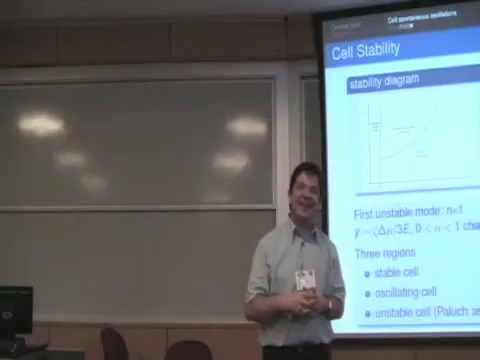 Cell spontaneous oscillations
Cell Stability
stability diagram
First unstable mode: n=1
y = ζΔμ/3E, 0 < α < 1 cha
Three regions
stable cell
oscillating cell
unstable cell (Paluch